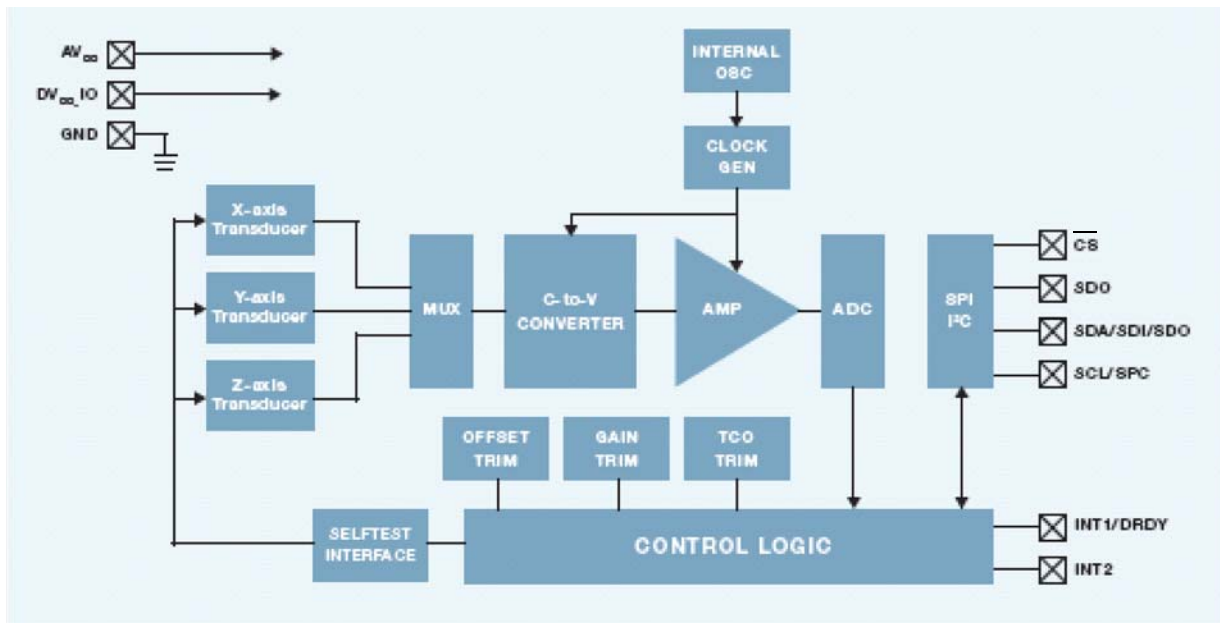 AVDD
DVDD_IO
GND
INTERNAL
OSC
CLOCK
GEN
X-axis
Transducer
Y-axis
Transducer
Z-axis
Transducer
MUX
C-to-V
CONVERTER
AMP
ADC
SPI
I²C
CS
SDO
SDA/SDI/SDO
SCL/SPC
OFFSET
TRIM
GAIN
TRIM
TCO
TRIM
SELFTEST
INTERFACE
CONTROL LOGIC
INT1/DRDY
INT2